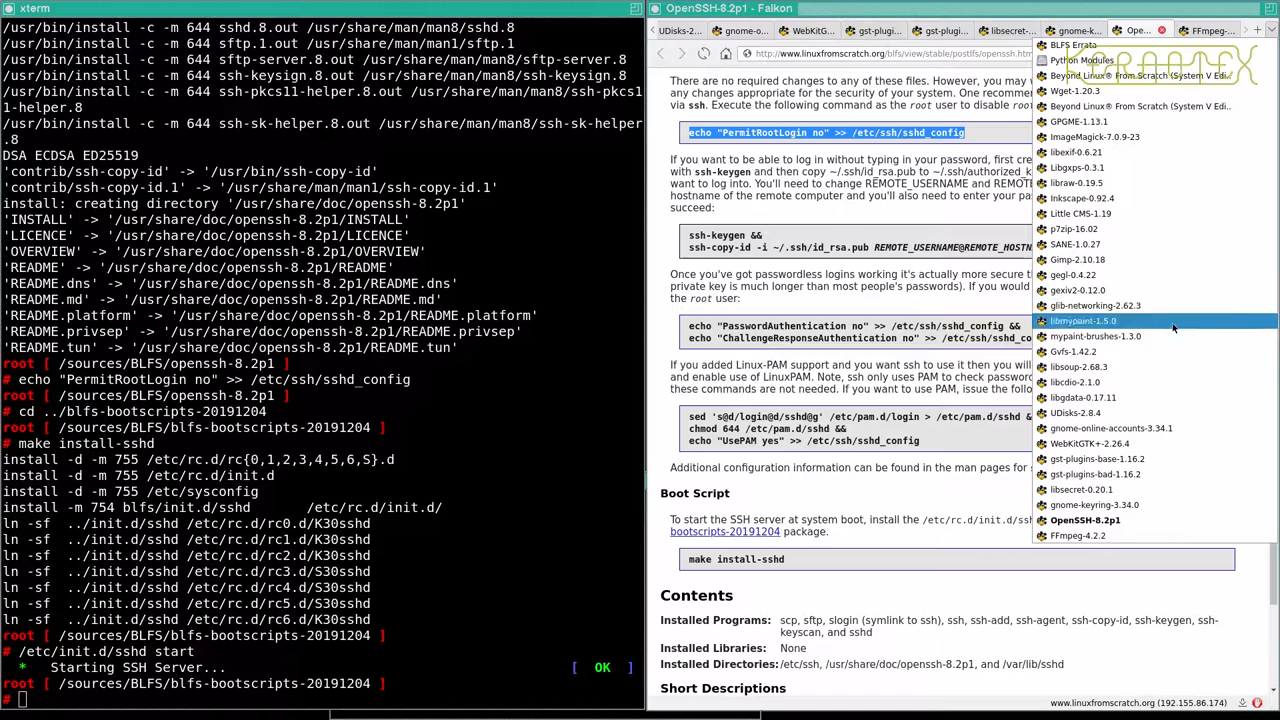 xterm
/usr/bin/install -c -m 644 sshd.8.out /usr/share/man/man8/sshd.8
/usr/bin/install -c -m 644 sftp.1.out /usr/share/man/man1/sftp.1
/usr/bin/install -c -m 644 sftp-server.8.out /usr/share/man/man8/sftp-server.8
/usr/bin/install -c -m 644 ssh-keysign.8.out /usr/share/man/man8/ssh-keysign.8
/usr/bin/install -c -m 644 ssh-pkcs11-helper.8.out /usr/share/man/man8/ssh-pkcs1
1-helper.8
/usr/bin/install -c -m 644 ssh-sk-helper.8.out /usr/share/man/man8/ssh-sk-helper
.8
DSA ECDSA ED25519
'contrib/ssh-copy-id' -> '/usr/bin/ssh-copy-id'
'contrib/ssh-copy-id.1' -> '/usr/share/man/man1/ssh-copy-id.1'
install: creating directory '/usr/share/doc/openssh-8.2p1'
'INSTALL' -> '/usr/share/doc/openssh-8.2p1/INSTALL'
'LICENCE' -> '/usr/share/doc/openssh-8.2p1/LICENCE'
'OVERVIEW' -> '/usr/share/doc/openssh-8.2p1/OVERVIEW'
'README' -> '/usr/share/doc/openssh-8.2p1/README'
'README.dns' -> '/usr/share/doc/openssh-8.2p1/README.dns'
'README.md' -> '/usr/share/doc/openssh-8.2p1/README.md'
'README.platform' -> '/usr/share/doc/openssh-8.2p1/README.platform'
'README.privsep' -> '/usr/share/doc/openssh-8.2p1/README.privsep'
'README.tun' -> '/usr/share/doc/openssh-8.2p1/README.tun'
root [ /sources/BLFS/openssh-8.2p1 ]
# echo "PermitRootLogin no" >> /etc/ssh/sshd_config
root [ /sources/BLFS/openssh-8.2p1 ]
# cd ../blfs-bootscripts-20191204
root [ /sources/BLFS/blfs-bootscripts-20191204 ]
# make install-sshd
install -d -m 755 /etc/rc.d/rc{0,1,2,3,4,5,6,S}.d
install -d -m 755 /etc/rc.d/init.d
install -d -m 755 /etc/sysconfig
install -m 754 blfs/init.d/sshd /etc/rc.d/init.d/
ln -sf ../init.d/sshd /etc/rc.d/rc0.d/K30sshd
ln -sf ../init.d/sshd /etc/rc.d/rc1.d/K30sshd
ln -sf ../init.d/sshd /etc/rc.d/rc2.d/K30sshd
ln -sf ../init.d/sshd /etc/rc.d/rc3.d/S30sshd
ln -sf ../init.d/sshd /etc/rc.d/rc4.d/S30sshd
ln -sf ../init.d/sshd /etc/rc.d/rc5.d/S30sshd
ln -sf ../init.d/sshd /etc/rc.d/rc6.d/K30sshd
root [ /sources/BLFS/blfs-bootscripts-20191204 ]
# /etc/init.d/sshd start
* Starting SSH Server... [ OK ]
root [ /sources/BLFS/blfs-bootscripts-20191204 ]
#
OpenSSH-8.2p1 - Falkon
UDisks-2... gnome-o... WebKitG... gst-plugi... gst-plugi... libsecret-... gnome-k... Ope... FFmpeg-...
http://www.linuxfromscratch.org/blfs/view/stable/postlfs/openssh.htm
There are no required changes to any of these files. However, you may
any changes appropriate for the security of your system. One recomme
via ssh. Execute the following command as the root user to disable roo
echo "PermitRootLogin no" >> /etc/ssh/sshd_config
If you want to be able to log in without typing in your password, first cre
with ssh-keygen and then copy ~/.ssh/id_rsa.pub to ~/.ssh/authorized_k
want to log into. You'll need to change REMOTE_USERNAME and REMOT
hostname of the remote computer and you'll also need to enter your pas
succeed:
ssh-keygen &&
ssh-copy-id -i ~/.ssh/id_rsa.pub REMOTE_USERNAME@REMOTE_HOSTN
Once you've got passwordless logins working it's actually more secure t
private key is much longer than most people's passwords). If you would
the root user:
echo "PasswordAuthentication no" >> /etc/ssh/sshd_config &&
echo "ChallengeResponseAuthentication no" >> /etc/ssh/sshd_co
If you added Linux-PAM support and you want ssh to use it then you will
and enable use of LinuxPAM. Note, ssh only uses PAM to check passwor
these commands are not needed. If you want to use PAM, issue the follo
sed 's@d/login@d/sshd@g' /etc/pam.d/login > /etc/pam.d/sshd &
chmod 644 /etc/pam.d/sshd &&
echo "UsePAM yes" >> /etc/ssh/sshd_config
Additional configuration information can be found in the man pages for s
Boot Script
To start the SSH server at system boot, install the /etc/rc.d/init.d/ssh
bootscripts-20191204 package.
make install-sshd
Contents
Installed Programs: scp, sftp, slogin (symlink to ssh), ssh, ssh-add, ssh-agent, ssh-copy-id, ssh-keygen, ssh-
keyscan, and sshd
Installed Libraries: None
Installed Directories: /etc/ssh, /usr/share/doc/openssh-8.2p1, and /var/lib/sshd
Short Descriptions
www.linuxfromscratch.org (192.155.86.174)
BLFS Errata
Python Modules
Beyond Linux® From Scratch (System V Edi..
Wget-1.20.3
Beyond Linux® From Scratch (System V Edi..
GPGME-1.13.1
ImageMagick-7.0.9-23
libexif-0.6.21
Libgxps-0.3.1
libraw-0.19.5
Inkscape-0.92.4
Little CMS-1.19
p7zip-16.02
SANE-1.0.27
Gimp-2.10.18
gegl-0.4.22
gexiv2-0.12.0
glib-networking-2.62.3
libmypaint-1.5.0
mypaint-brushes-1.3.0
Gvfs-1.42.2
libsoup-2.68.3
libcdio-2.1.0
libgdata-0.17.11
UDisks-2.8.4
gnome-online-accounts-3.34.1
WebKitGTK+-2.26.4
gst-plugins-base-1.16.2
gst-plugins-bad-1.16.2
libsecret-0.20.1
gnome-keyring-3.34.0
OpenSSH-8.2p1
FFmpeg-4.2.2